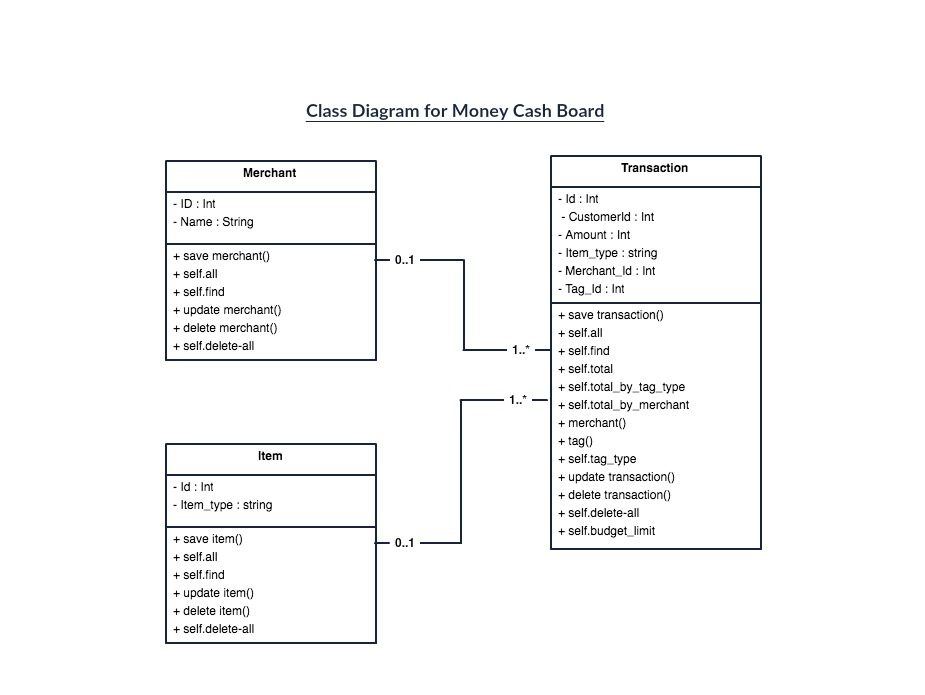 Class Diagram for Money Cash Board
Merchant
- ID : Int
- Name : String
+ save merchant()
+ self.all
+ self.find
+ update merchant()
+ delete merchant()
+ self.delete-all
0..1
1..*
Transaction
- Id : Int
- CustomerId : Int
- Amount : Int
- Item_type : string
- Merchant_Id : Int
- Tag_Id : Int
+ save transaction()
+ self.all
+ self.find
+ self.total
+ self.total_by_tag_type
+ self.total_by_merchant
+ merchant()
+ tag()
+ self.tag_type
+ update transaction()
+ delete transaction()
+ self.delete-all
+ self.budget_limit
1..*
0..1
Item
- Id : Int
- Item_type : string
+ save item()
+ self.all
+ self.find
+ update item()
+ delete item()
+ self.delete-all